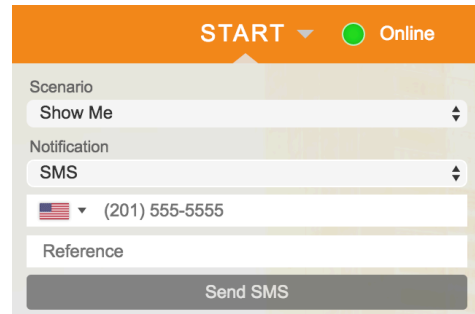 START Online
Scenario
Show Me
Notification
SMS
(201) 555-5555
Reference
Send SMS